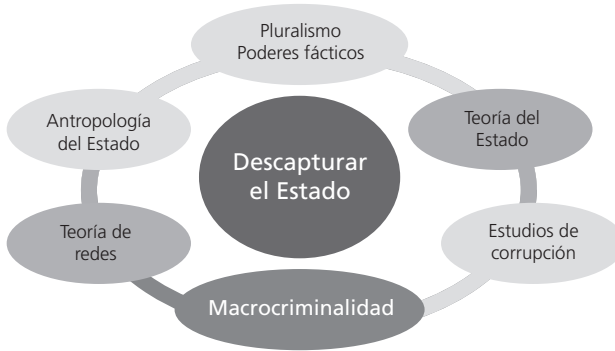 Pluralismo
Poderes fácticos
Antropología
del Estado
Teoría del
Estado
Descapturar
el Estado
Teoría de
redes
Estudios de
corrupción
Macrocriminalidad